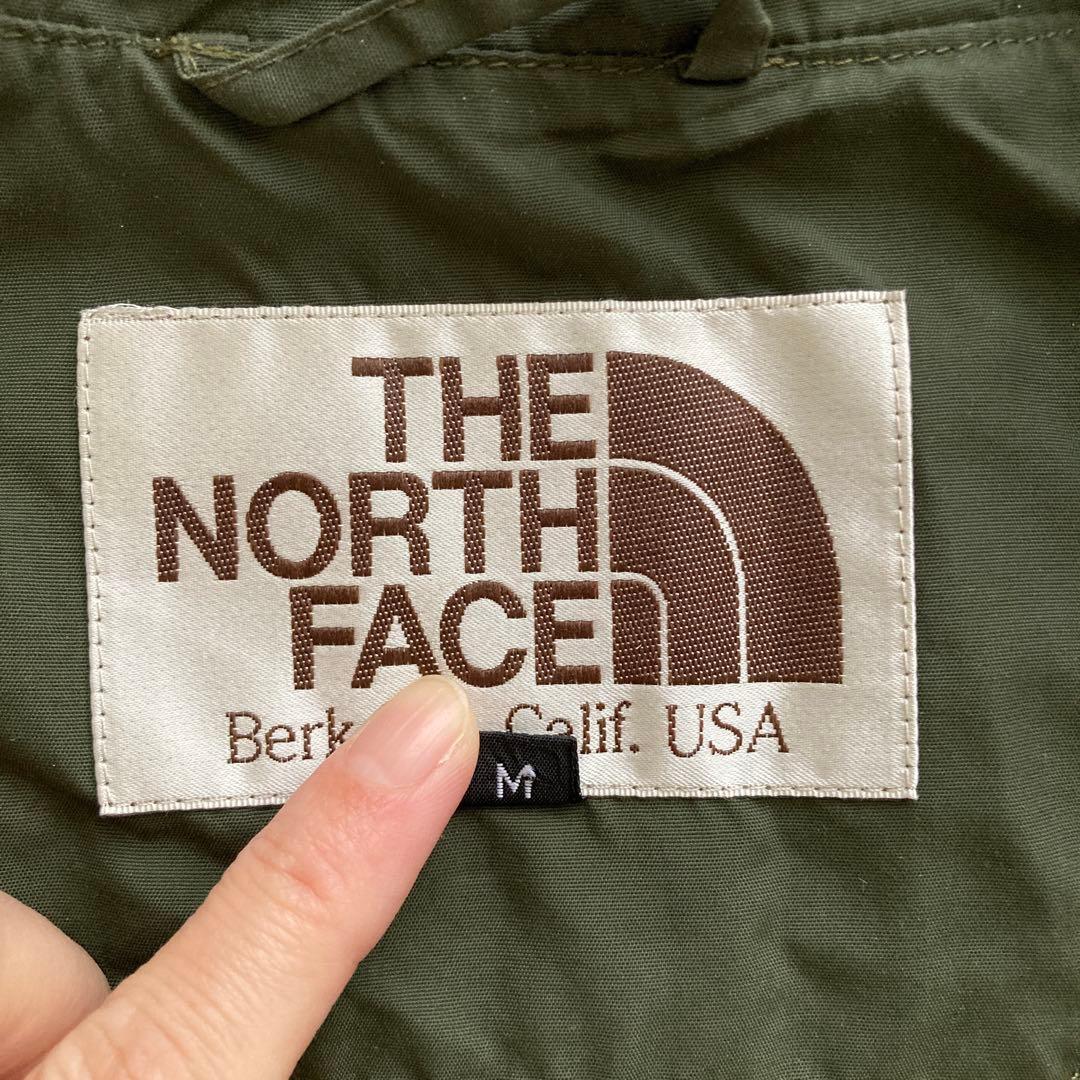 THE
NORTH
FACE
Calif. USA
M